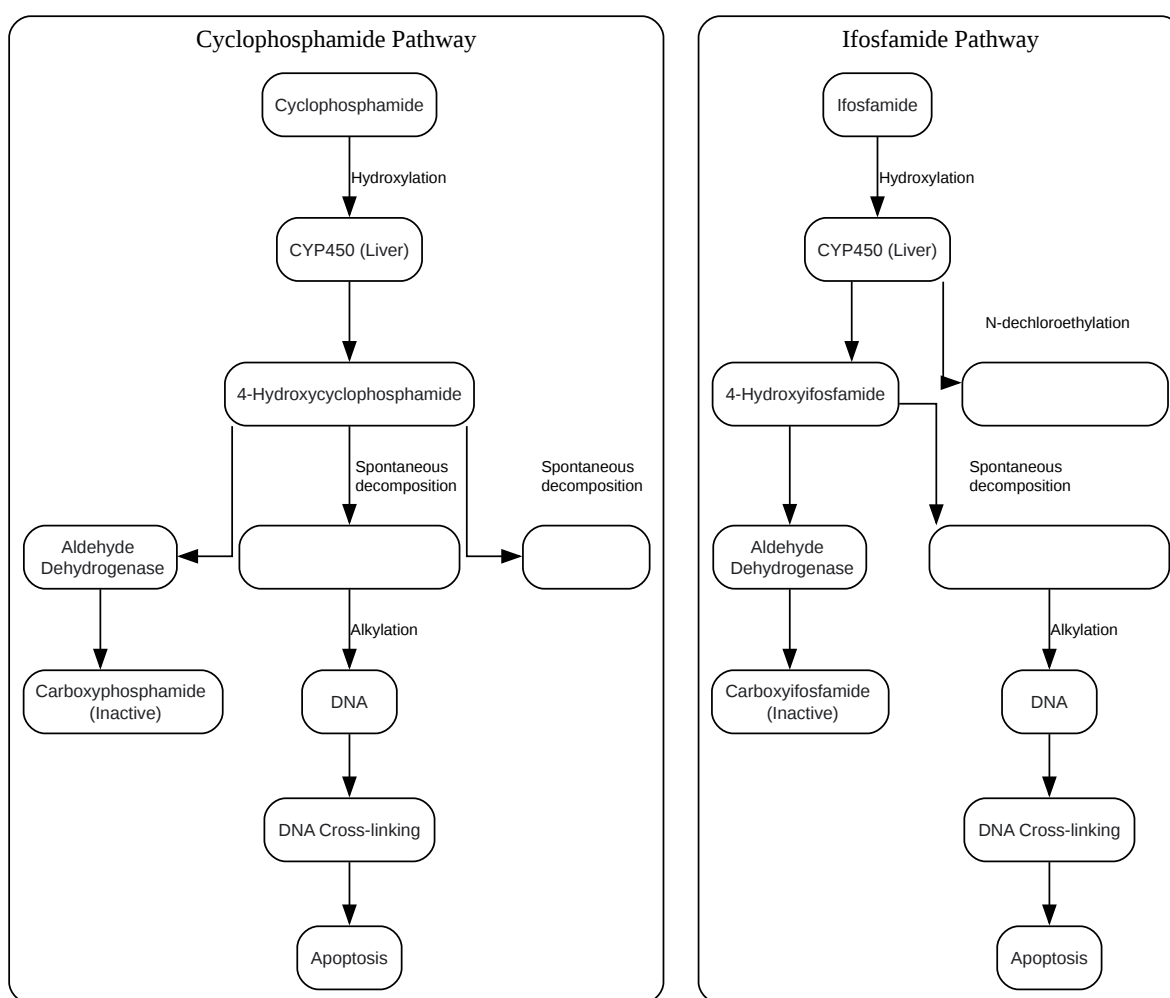 Cyclophosphamide Pathway
Cyclophosphamide
Hydroxylation
CYP450 (Liver)
4-Hydroxycyclophosphamide
Spontaneous
decomposition
Spontaneous
decomposition
Aldehyde
Dehydrogenase
Alkylation
Carboxyphosphamide
(Inactive)
DNA
DNA Cross-linking
Apoptosis
Ifosfamide Pathway
Ifosfamide
Hydroxylation
CYP450 (Liver)
N-dechloroethylation
4-Hydroxyifosfamide
Spontaneous
decomposition
Aldehyde
Dehydrogenase
Alkylation
Carboxyifosfamide
(Inactive)
DNA
DNA Cross-linking
Apoptosis